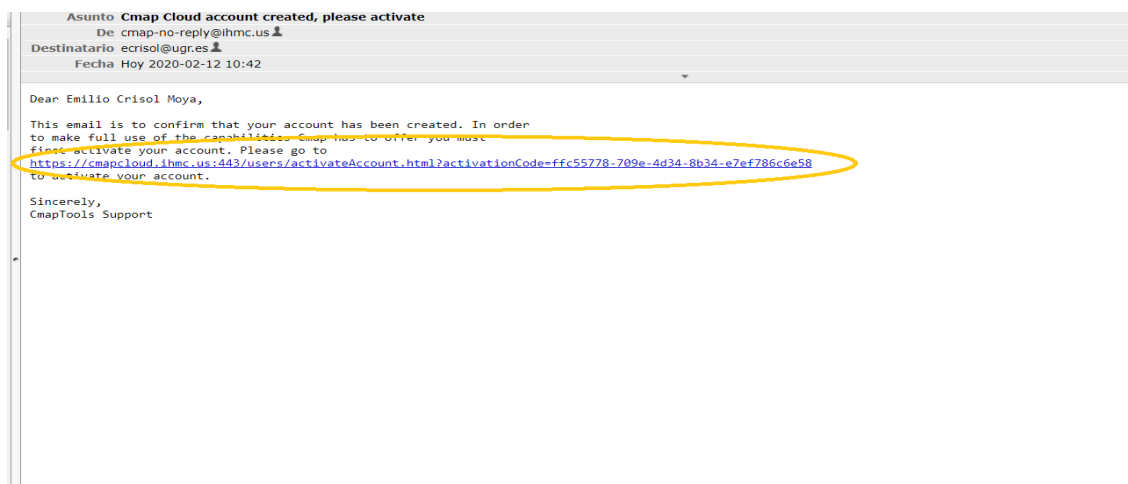 Asunto Cmap Cloud account created, please activate
De cmap-no-reply@ihmc.us
Destinatario ecrisol@ugr.es
Fecha Hoy 2020-02-12 10:42
Dear Emilio Crisol Moya,
This email is to confirm that your account has been created. In order
to make full use of the capabilities Cmap has to offer you must
first activate your account. Please go to
https://cmapcloud.ihmc.us:443/users/activateAccount.html?activationCode=ffc55778-709e-4d34-8b34-e7ef786c6e58
to activate your account.
Sincerely,
CmapTools Support